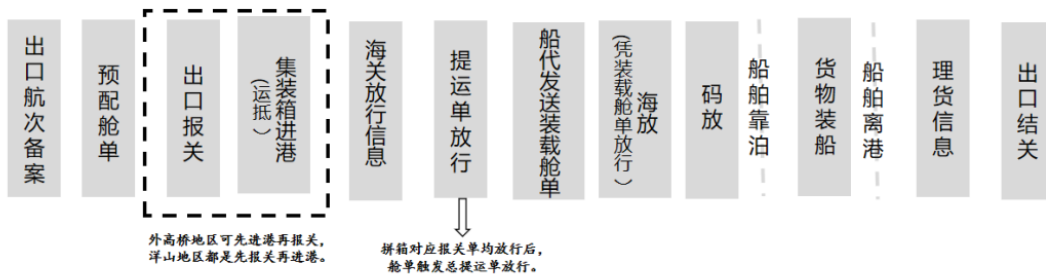 出口航次备案
预配舱单
出口报关
集装箱进港
(运抵)
海关放行信息
提运单放行
船代发送装载舱单
海放
(凭装载舱单放行)
码放
船舶靠泊
货物装船
船舶离港
理货信息
出口结关
外高桥地区可先进港再报关，
洋山地区都是先报关再进港。
拼箱对应报关单均放行后，
舱单触发总提运单放行。